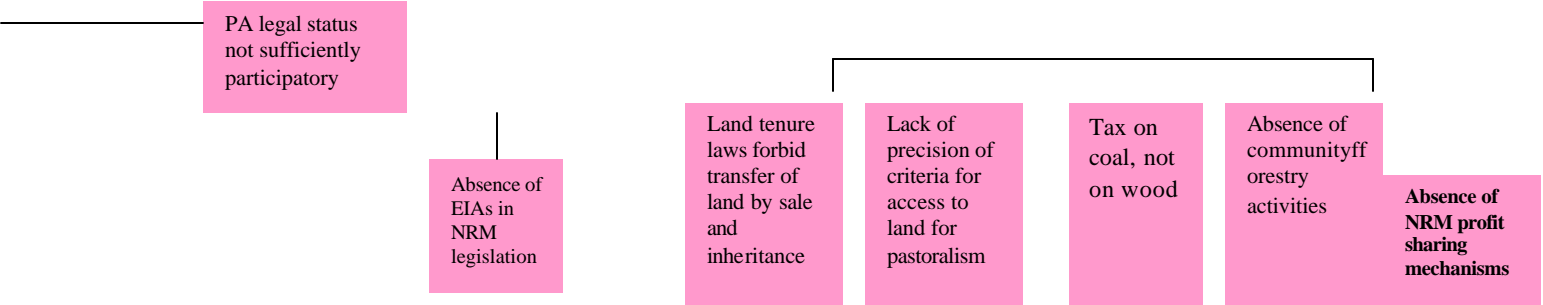 PA legal status
not sufficiently
participatory
Absence of
EIAs in
NRM
legislation
Land tenure
laws forbid
transfer of
land by sale
and
inheritance
Lack of
precision of
criteria for
access to
land for
pastoralism
Tax on
coal, not
on wood
Absence of
communityff
orestry
activities
Absence of
NRM profit
sharing
mechanisms